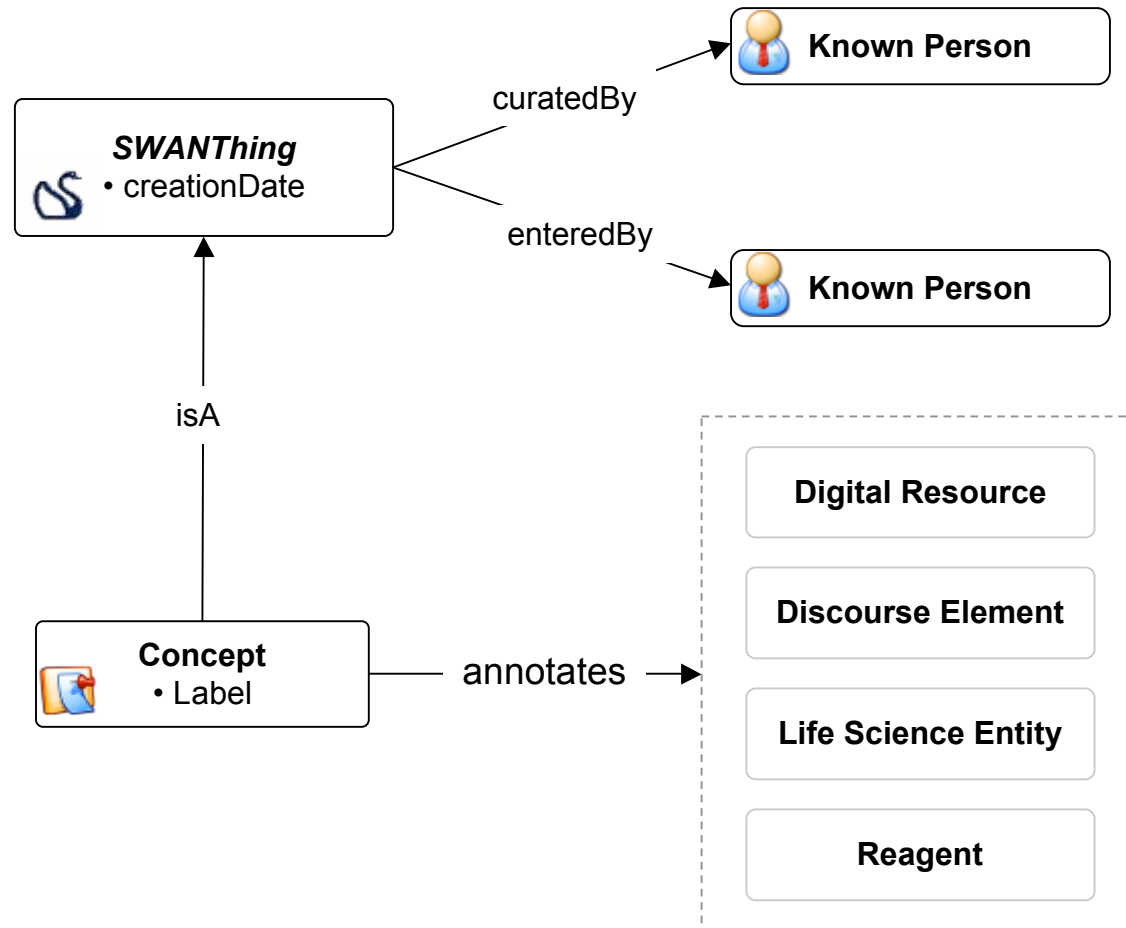 Known Person
curatedBy
SWANThing
• creationDate
enteredBy
Known Person
isA
Digital Resource
Discourse Element
Concept
• Label
annotates
Life Science Entity
Reagent